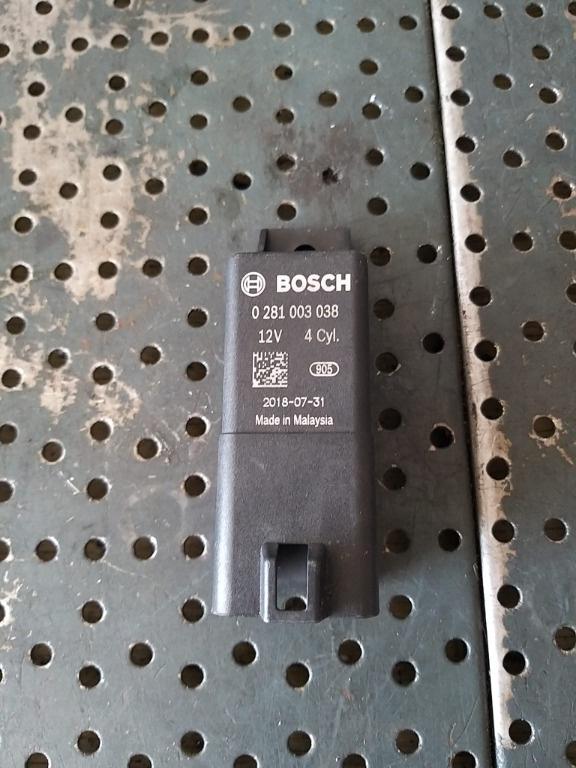 BOSCH
0 281 003 038
12V 4 Cyl.
905
2018-07-31
Made in Malaysia